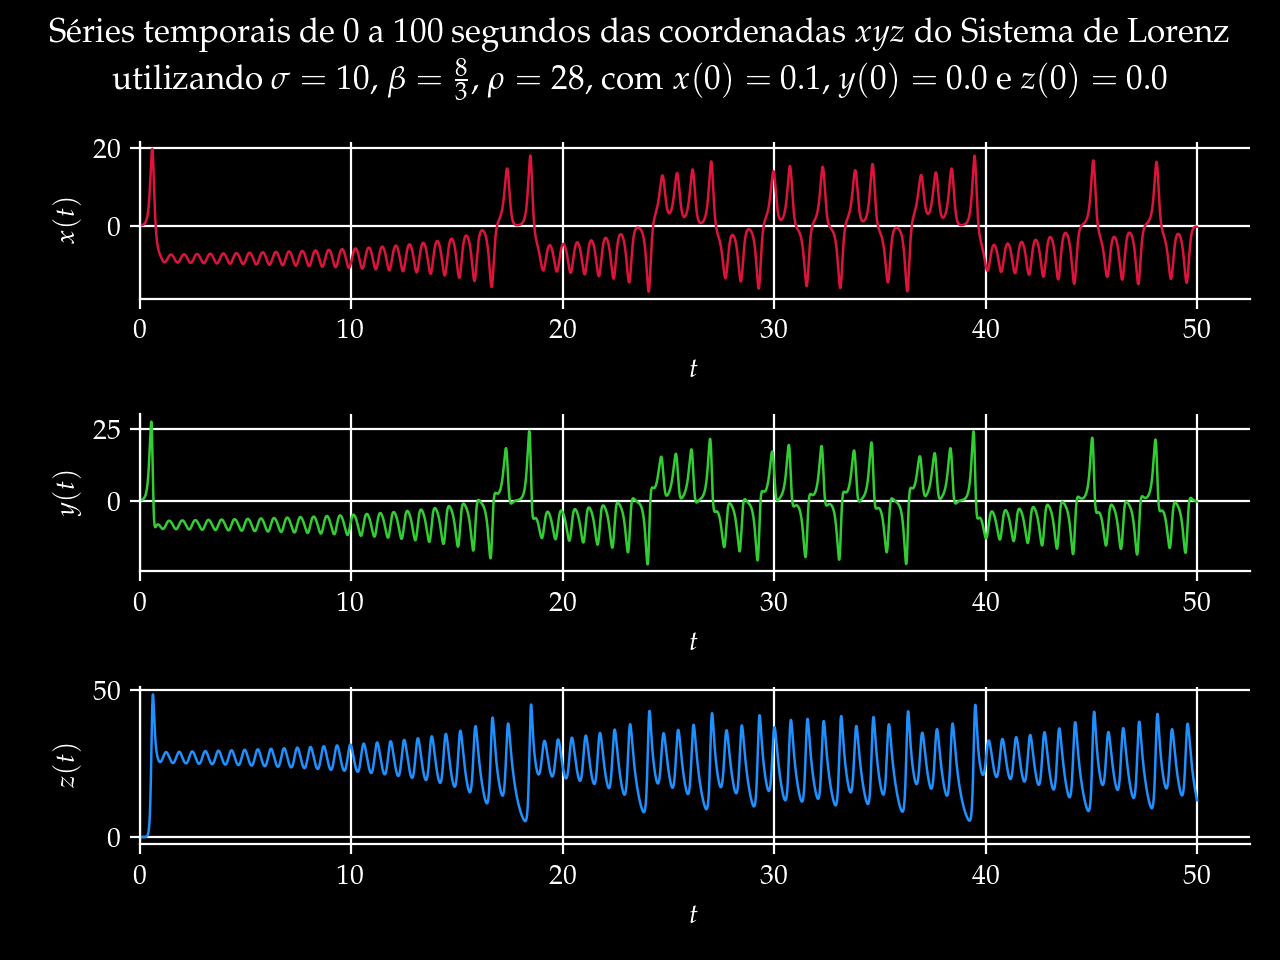 Séries temporais de 0 a 100 segundos das coordenadas xyz do Sistema de Lorenz
utilizando σ = 10, β = 8/3, ρ = 28, com x(0) = 0.1, y(0) = 0.0 e z(0) = 0.0
20
0
x(t)
0 10 20 30 40 50
t
25
0
y(t)
0 10 20 30 40 50
t
50
0
z(t)
0 10 20 30 40 50
t